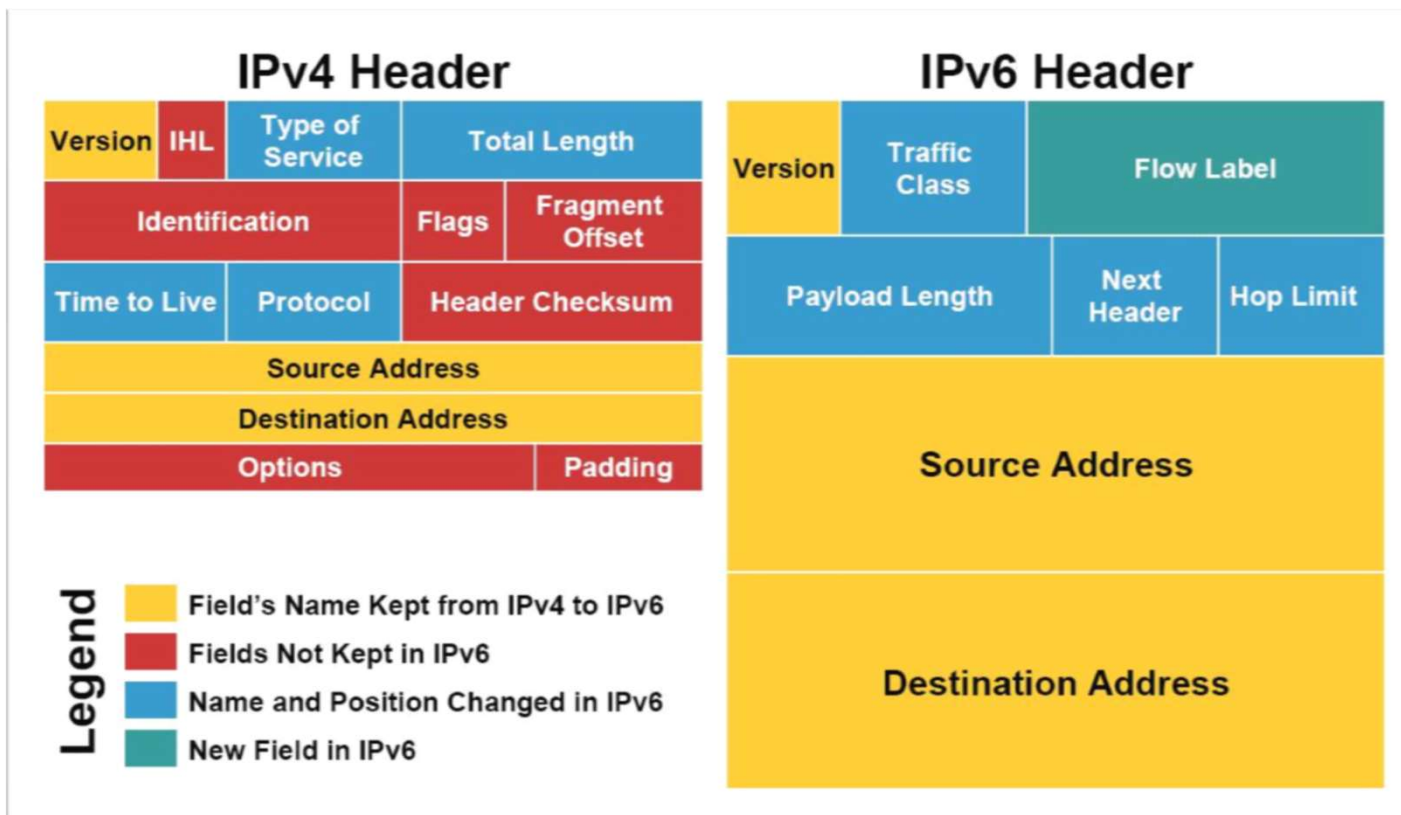 IPv4 Header
Version IHL Type of Service Total Length
Identification Flags Fragment Offset
Time to Live Protocol Header Checksum
Source Address
Destination Address
Options Padding
IPv6 Header
Version Traffic Class Flow Label
Payload Length Next Header Hop Limit
Source Address
Destination Address
Legend
Field's Name Kept from IPv4 to IPv6
Fields Not Kept in IPv6
Name and Position Changed in IPv6
New Field in IPv6